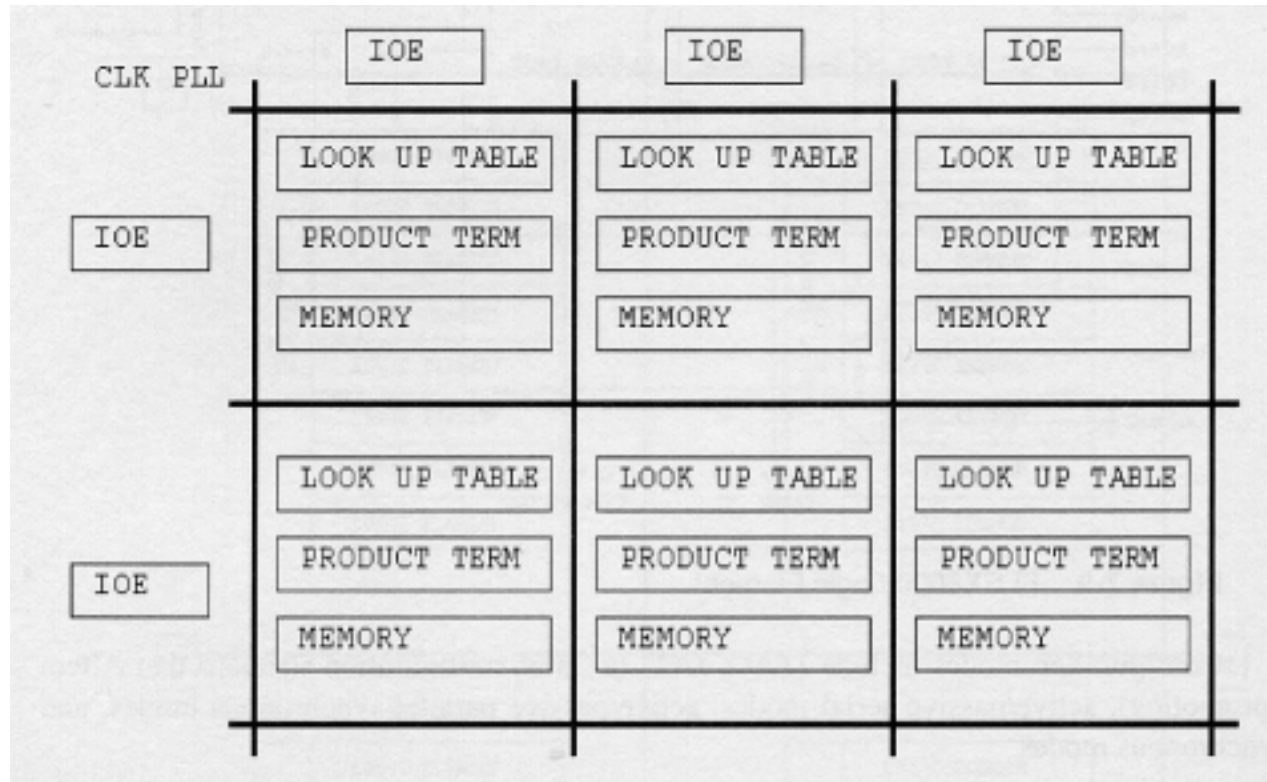 IOE IOE IOE
CLK PLL
LOOK UP TABLE LOOK UP TABLE LOOK UP TABLE
IOE PRODUCT TERM PRODUCT TERM PRODUCT TERM
MEMORY MEMORY MEMORY
LOOK UP TABLE LOOK UP TABLE LOOK UP TABLE
PRODUCT TERM PRODUCT TERM PRODUCT TERM
IOE
MEMORY MEMORY MEMORY